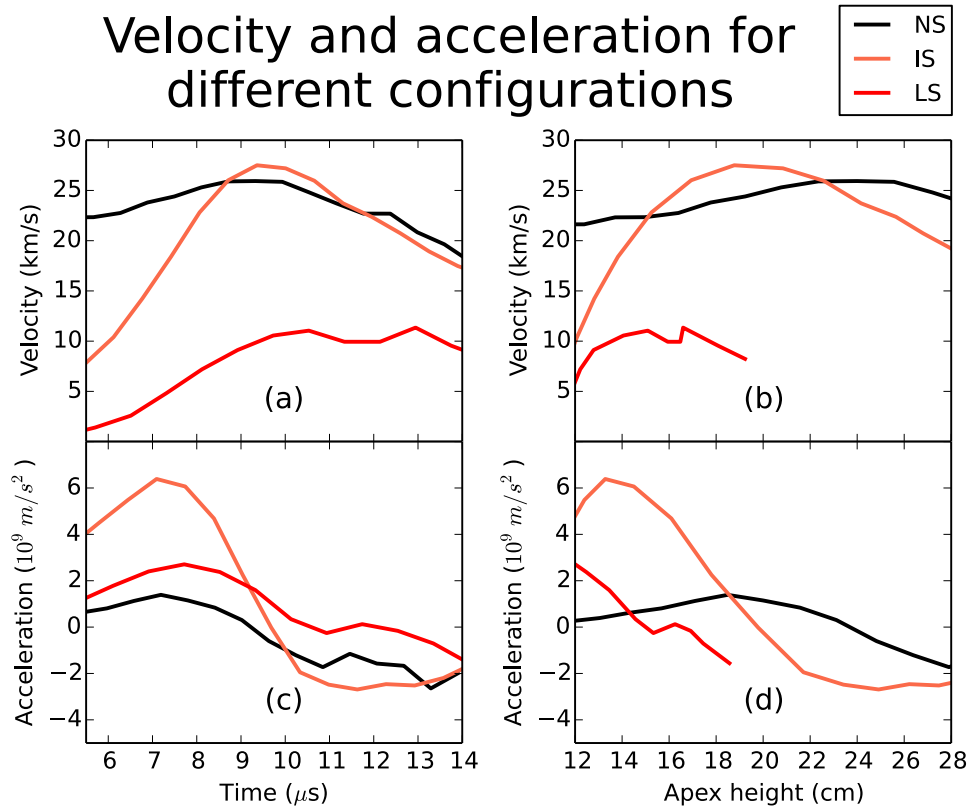 Velocity and acceleration for
different configurations
NS
IS
LS
30
25
20
15
10
5
Velocity (km/s)
(a)
30
25
20
15
10
5
Velocity (km/s)
(b)
6
4
2
0
−2
−4
Acceleration (10⁹ m/s²)
(c)
6 7 8 9 10 11 12 13 14
Time (μs)
6
4
2
0
−2
−4
Acceleration (10⁹ m/s²)
(d)
12 14 16 18 20 22 24 26 28
Apex height (cm)